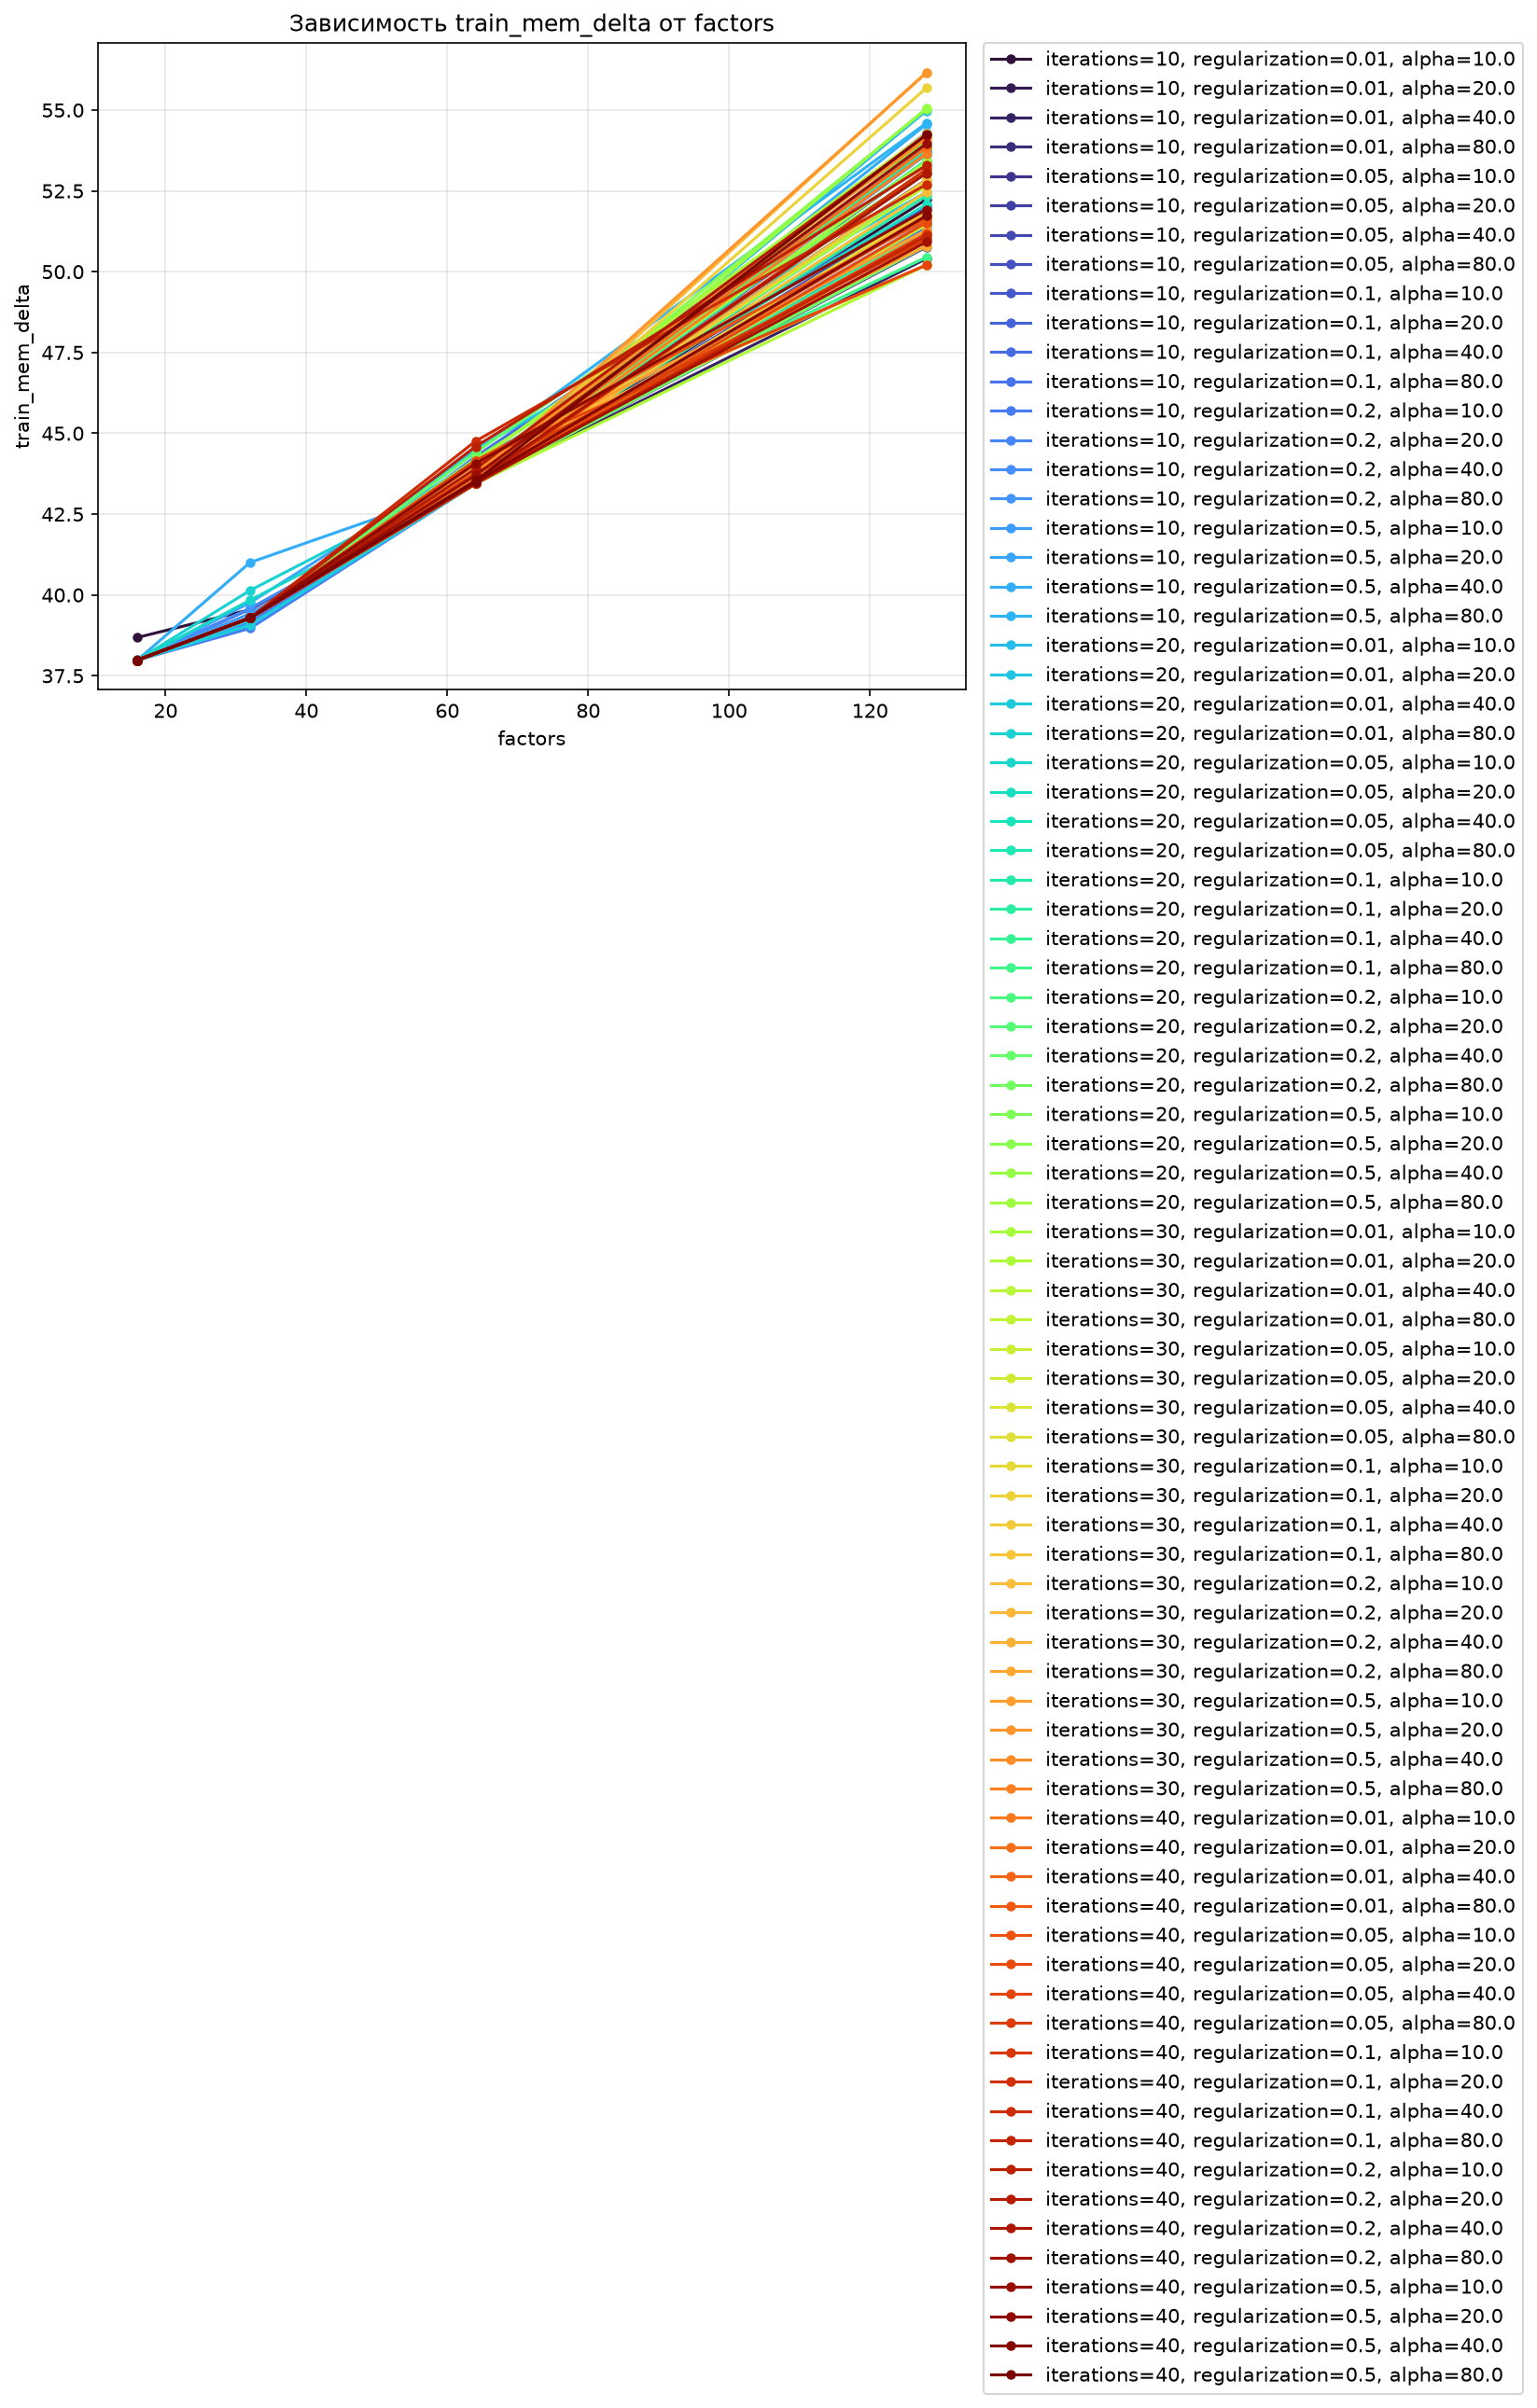 Зависимость train_mem_delta от factors
train_mem_delta
55.0
52.5
50.0
47.5
45.0
42.5
40.0
37.5
20 40 60 80 100 120
factors
iterations=10, regularization=0.01, alpha=10.0
iterations=10, regularization=0.01, alpha=20.0
iterations=10, regularization=0.01, alpha=40.0
iterations=10, regularization=0.01, alpha=80.0
iterations=10, regularization=0.05, alpha=10.0
iterations=10, regularization=0.05, alpha=20.0
iterations=10, regularization=0.05, alpha=40.0
iterations=10, regularization=0.05, alpha=80.0
iterations=10, regularization=0.1, alpha=10.0
iterations=10, regularization=0.1, alpha=20.0
iterations=10, regularization=0.1, alpha=40.0
iterations=10, regularization=0.1, alpha=80.0
iterations=10, regularization=0.2, alpha=10.0
iterations=10, regularization=0.2, alpha=20.0
iterations=10, regularization=0.2, alpha=40.0
iterations=10, regularization=0.2, alpha=80.0
iterations=10, regularization=0.5, alpha=10.0
iterations=10, regularization=0.5, alpha=20.0
iterations=10, regularization=0.5, alpha=40.0
iterations=10, regularization=0.5, alpha=80.0
iterations=20, regularization=0.01, alpha=10.0
iterations=20, regularization=0.01, alpha=20.0
iterations=20, regularization=0.01, alpha=40.0
iterations=20, regularization=0.01, alpha=80.0
iterations=20, regularization=0.05, alpha=10.0
iterations=20, regularization=0.05, alpha=20.0
iterations=20, regularization=0.05, alpha=40.0
iterations=20, regularization=0.05, alpha=80.0
iterations=20, regularization=0.1, alpha=10.0
iterations=20, regularization=0.1, alpha=20.0
iterations=20, regularization=0.1, alpha=40.0
iterations=20, regularization=0.1, alpha=80.0
iterations=20, regularization=0.2, alpha=10.0
iterations=20, regularization=0.2, alpha=20.0
iterations=20, regularization=0.2, alpha=40.0
iterations=20, regularization=0.2, alpha=80.0
iterations=20, regularization=0.5, alpha=10.0
iterations=20, regularization=0.5, alpha=20.0
iterations=20, regularization=0.5, alpha=40.0
iterations=20, regularization=0.5, alpha=80.0
iterations=30, regularization=0.01, alpha=10.0
iterations=30, regularization=0.01, alpha=20.0
iterations=30, regularization=0.01, alpha=40.0
iterations=30, regularization=0.01, alpha=80.0
iterations=30, regularization=0.05, alpha=10.0
iterations=30, regularization=0.05, alpha=20.0
iterations=30, regularization=0.05, alpha=40.0
iterations=30, regularization=0.05, alpha=80.0
iterations=30, regularization=0.1, alpha=10.0
iterations=30, regularization=0.1, alpha=20.0
iterations=30, regularization=0.1, alpha=40.0
iterations=30, regularization=0.1, alpha=80.0
iterations=30, regularization=0.2, alpha=10.0
iterations=30, regularization=0.2, alpha=20.0
iterations=30, regularization=0.2, alpha=40.0
iterations=30, regularization=0.2, alpha=80.0
iterations=30, regularization=0.5, alpha=10.0
iterations=30, regularization=0.5, alpha=20.0
iterations=30, regularization=0.5, alpha=40.0
iterations=30, regularization=0.5, alpha=80.0
iterations=40, regularization=0.01, alpha=10.0
iterations=40, regularization=0.01, alpha=20.0
iterations=40, regularization=0.01, alpha=40.0
iterations=40, regularization=0.01, alpha=80.0
iterations=40, regularization=0.05, alpha=10.0
iterations=40, regularization=0.05, alpha=20.0
iterations=40, regularization=0.05, alpha=40.0
iterations=40, regularization=0.05, alpha=80.0
iterations=40, regularization=0.1, alpha=10.0
iterations=40, regularization=0.1, alpha=20.0
iterations=40, regularization=0.1, alpha=40.0
iterations=40, regularization=0.1, alpha=80.0
iterations=40, regularization=0.2, alpha=10.0
iterations=40, regularization=0.2, alpha=20.0
iterations=40, regularization=0.2, alpha=40.0
iterations=40, regularization=0.2, alpha=80.0
iterations=40, regularization=0.5, alpha=10.0
iterations=40, regularization=0.5, alpha=20.0
iterations=40, regularization=0.5, alpha=40.0
iterations=40, regularization=0.5, alpha=80.0